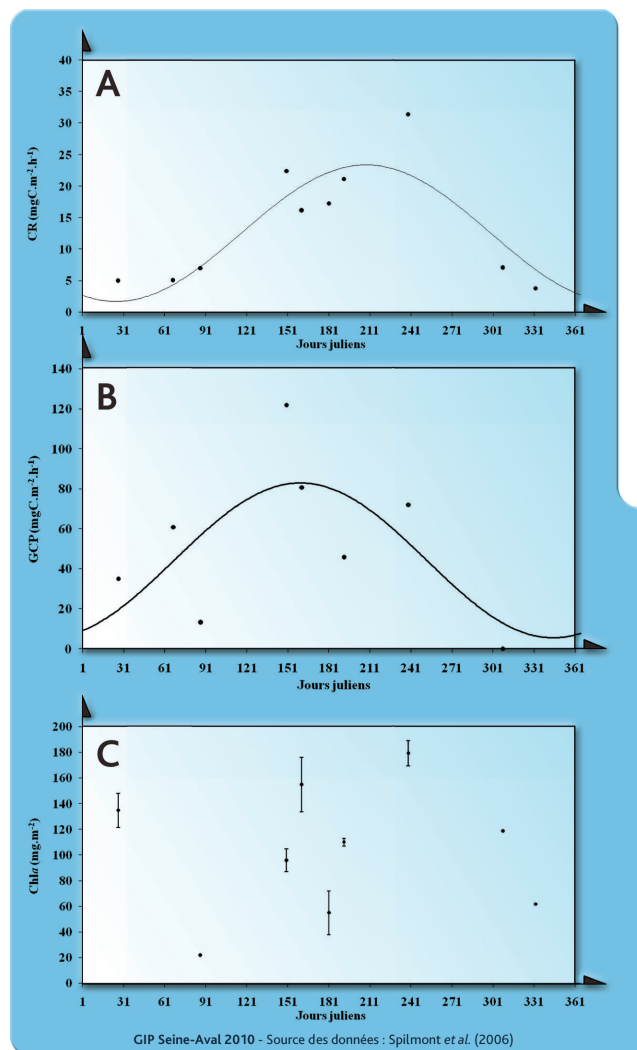 A
40
35
30
25
20
15
10
5
0
CR (mgC.m-2.h-1)
1 31 61 91 121 151 181 211 241 271 301 331 361
Jours juliens
B
140
120
100
80
60
40
20
0
GCP (mgC.m-2.h-1)
1 31 61 91 121 151 181 211 241 271 301 331 361
Jours juliens
C
200
180
160
140
120
100
80
60
40
20
0
Chla (mg.m-2)
1 31 61 91 121 151 181 211 241 271 301 331 361
Jours juliens
GIP Seine-Aval 2010 - Source des données : Spilmont et al. (2006)